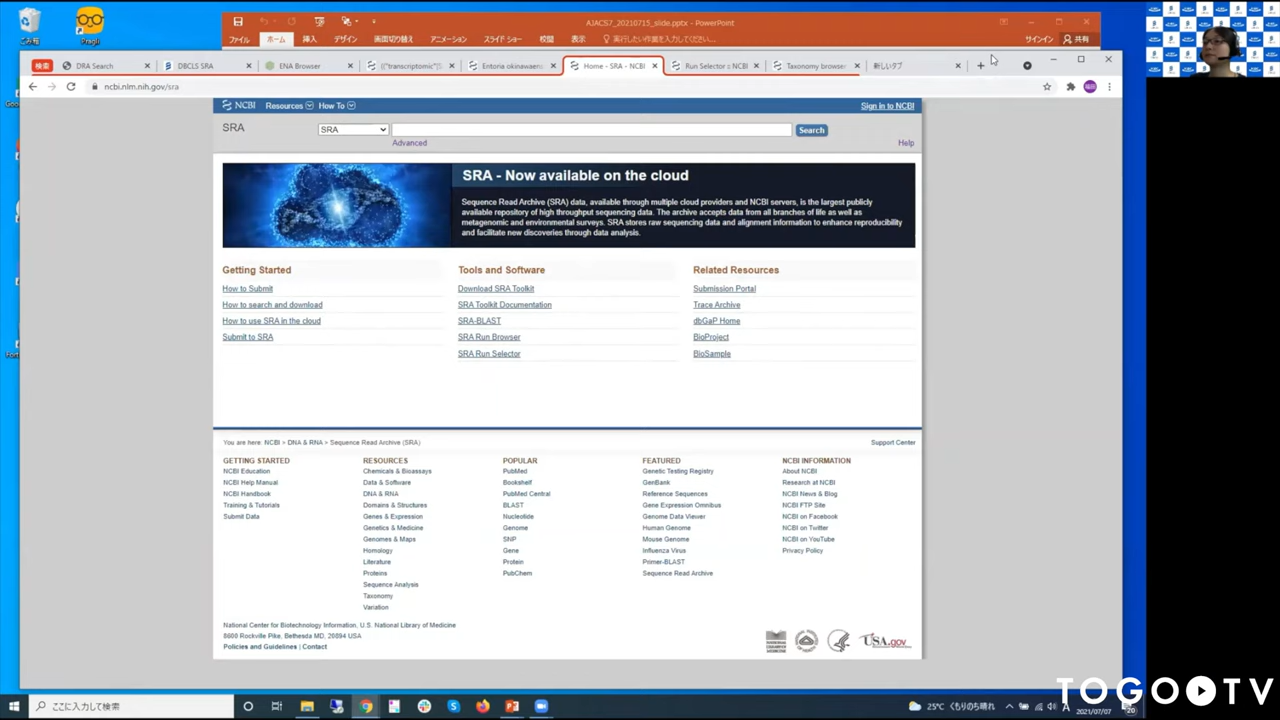 ごみ箱
Pragli
AJACS7_20210715_slide.pptx - PowerPoint
ファイル ホーム 挿入 デザイン 画面切り替え アニメーション スライド ショー 校閲 表示 実行したい作業を入力してください... サインイン 共有
検索 DRA Search DBCLS SRA ENA Browser (("transcriptomic"[S Entoria okinawaens Home - SRA - NCBI Run Selector :: NCBI Taxonomy browser 新しいタブ
ncbi.nlm.nih.gov/sra
NCBI Resources How To Sign in to NCBI
SRA SRA Search
Advanced Help
SRA - Now available on the cloud
Sequence Read Archive (SRA) data, available through multiple cloud providers and NCBI servers, is the largest publicly
available repository of high throughput sequencing data. The archive accepts data from all branches of life as well as
metagenomic and environmental surveys. SRA stores raw sequencing data and alignment information to enhance reproducibility
and facilitate new discoveries through data analysis.
Getting Started
How to Submit
How to search and download
How to use SRA in the cloud
Submit to SRA
Tools and Software
Download SRA Toolkit
SRA Toolkit Documentation
SRA-BLAST
SRA Run Browser
SRA Run Selector
Related Resources
Submission Portal
Trace Archive
dbGaP Home
BioProject
BioSample
You are here: NCBI > DNA & RNA > Sequence Read Archive (SRA) Support Center
GETTING STARTED
NCBI Education
NCBI Help Manual
NCBI Handbook
Training & Tutorials
Submit Data
RESOURCES
Chemicals & Bioassays
Data & Software
DNA & RNA
Domains & Structures
Genes & Expression
Genetics & Medicine
Genomes & Maps
Homology
Literature
Proteins
Sequence Analysis
Taxonomy
Variation
POPULAR
PubMed
Bookshelf
PubMed Central
BLAST
Nucleotide
Genome
SNP
Gene
Protein
PubChem
FEATURED
Genetic Testing Registry
GenBank
Reference Sequences
Gene Expression Omnibus
Genome Data Viewer
Human Genome
Mouse Genome
Influenza Virus
Primer-BLAST
Sequence Read Archive
NCBI INFORMATION
About NCBI
Research at NCBI
NCBI News & Blog
NCBI FTP Site
NCBI on Facebook
NCBI on Twitter
NCBI on YouTube
Privacy Policy
National Center for Biotechnology Information, U.S. National Library of Medicine
8600 Rockville Pike, Bethesda MD, 20894 USA
Policies and Guidelines | Contact
USA.gov
TOGO TV
ここに入力して検索
25°C くもりのち晴れ
A
2021/07/07
20